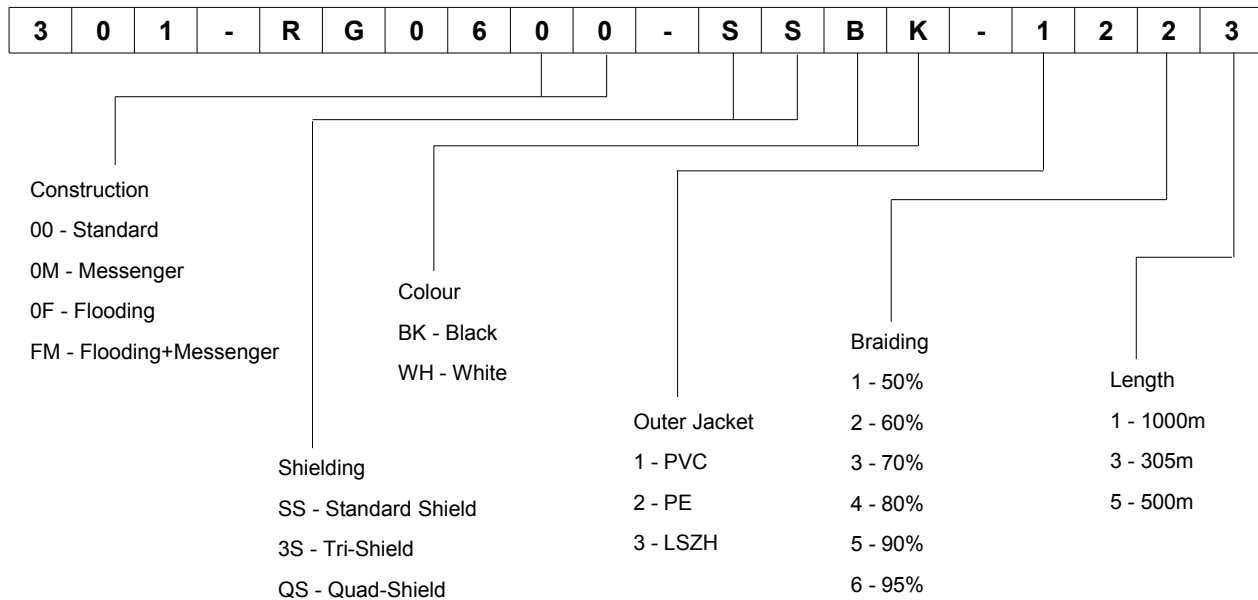 3 0 1 - R G 0 6 0 0 - S S B K - 1 2 2 3
Construction
00 - Standard
0M - Messenger
0F - Flooding
FM - Flooding+Messenger
Shielding
SS - Standard Shield
3S - Tri-Shield
QS - Quad-Shield
Colour
BK - Black
WH - White
Outer Jacket
1 - PVC
2 - PE
3 - LSZH
Braiding
1 - 50%
2 - 60%
3 - 70%
4 - 80%
5 - 90%
6 - 95%
Length
1 - 1000m
3 - 305m
5 - 500m